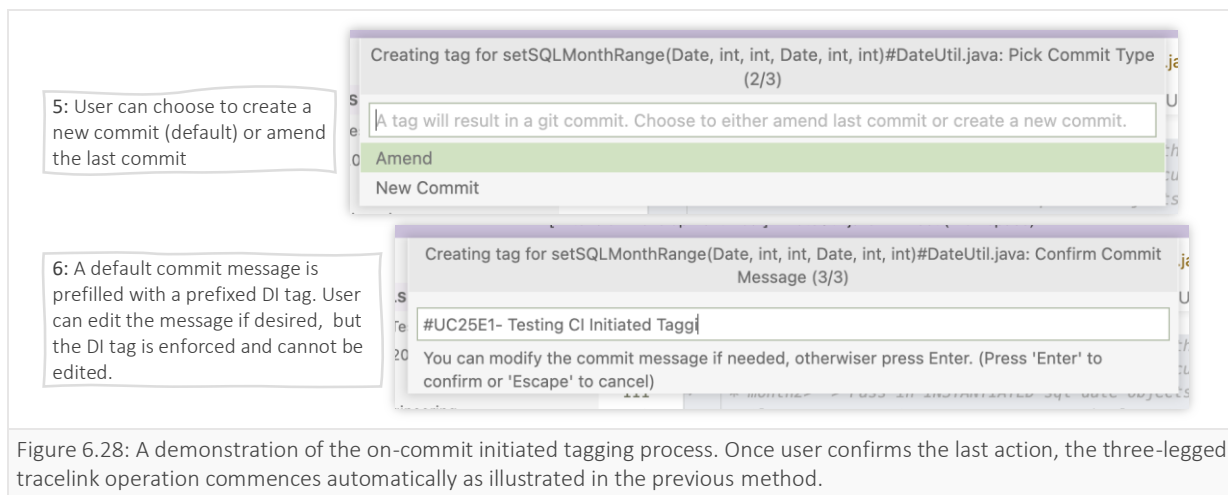 Creating tag for setSQLMonthRange(Date, int, int, Date, int, int)#DateUtil.java: Pick Commit Type
(2/3)
5: User can choose to create a
new commit (default) or amend
the last commit
A tag will result in a git commit. Choose to either amend last commit or create a new commit.
Amend
New Commit
Creating tag for setSQLMonthRange(Date, int, int, Date, int, int)#DateUtil.java: Confirm Commit
Message (3/3)
6: A default commit message is
prefilled with a prefixed DI tag. User
can edit the message if desired, but
the DI tag is enforced and cannot be
edited.
#UC25E1- Testing CI Initiated Taggi
You can modify the commit message if needed, otherwiser press Enter. (Press 'Enter' to
confirm or 'Escape' to cancel)
Figure 6.28: A demonstration of the on-commit initiated tagging process. Once user confirms the last action, the three-legged
tracelink operation commences automatically as illustrated in the previous method.